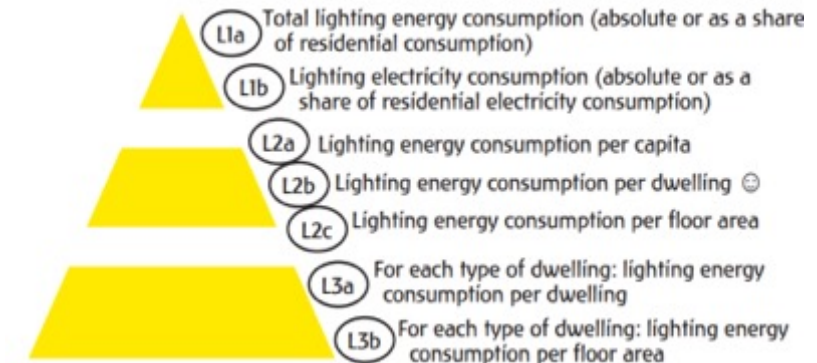 L1a Total lighting energy consumption (absolute or as a share
of residential consumption)
L1b Lighting electricity consumption (absolute or as a
share of residential electricity consumption)
L2a Lighting energy consumption per capita
L2b Lighting energy consumption per dwelling ☺
L2c Lighting energy consumption per floor area
L3a For each type of dwelling: lighting energy
consumption per dwelling
L3b For each type of dwelling: lighting energy
consumption per floor area